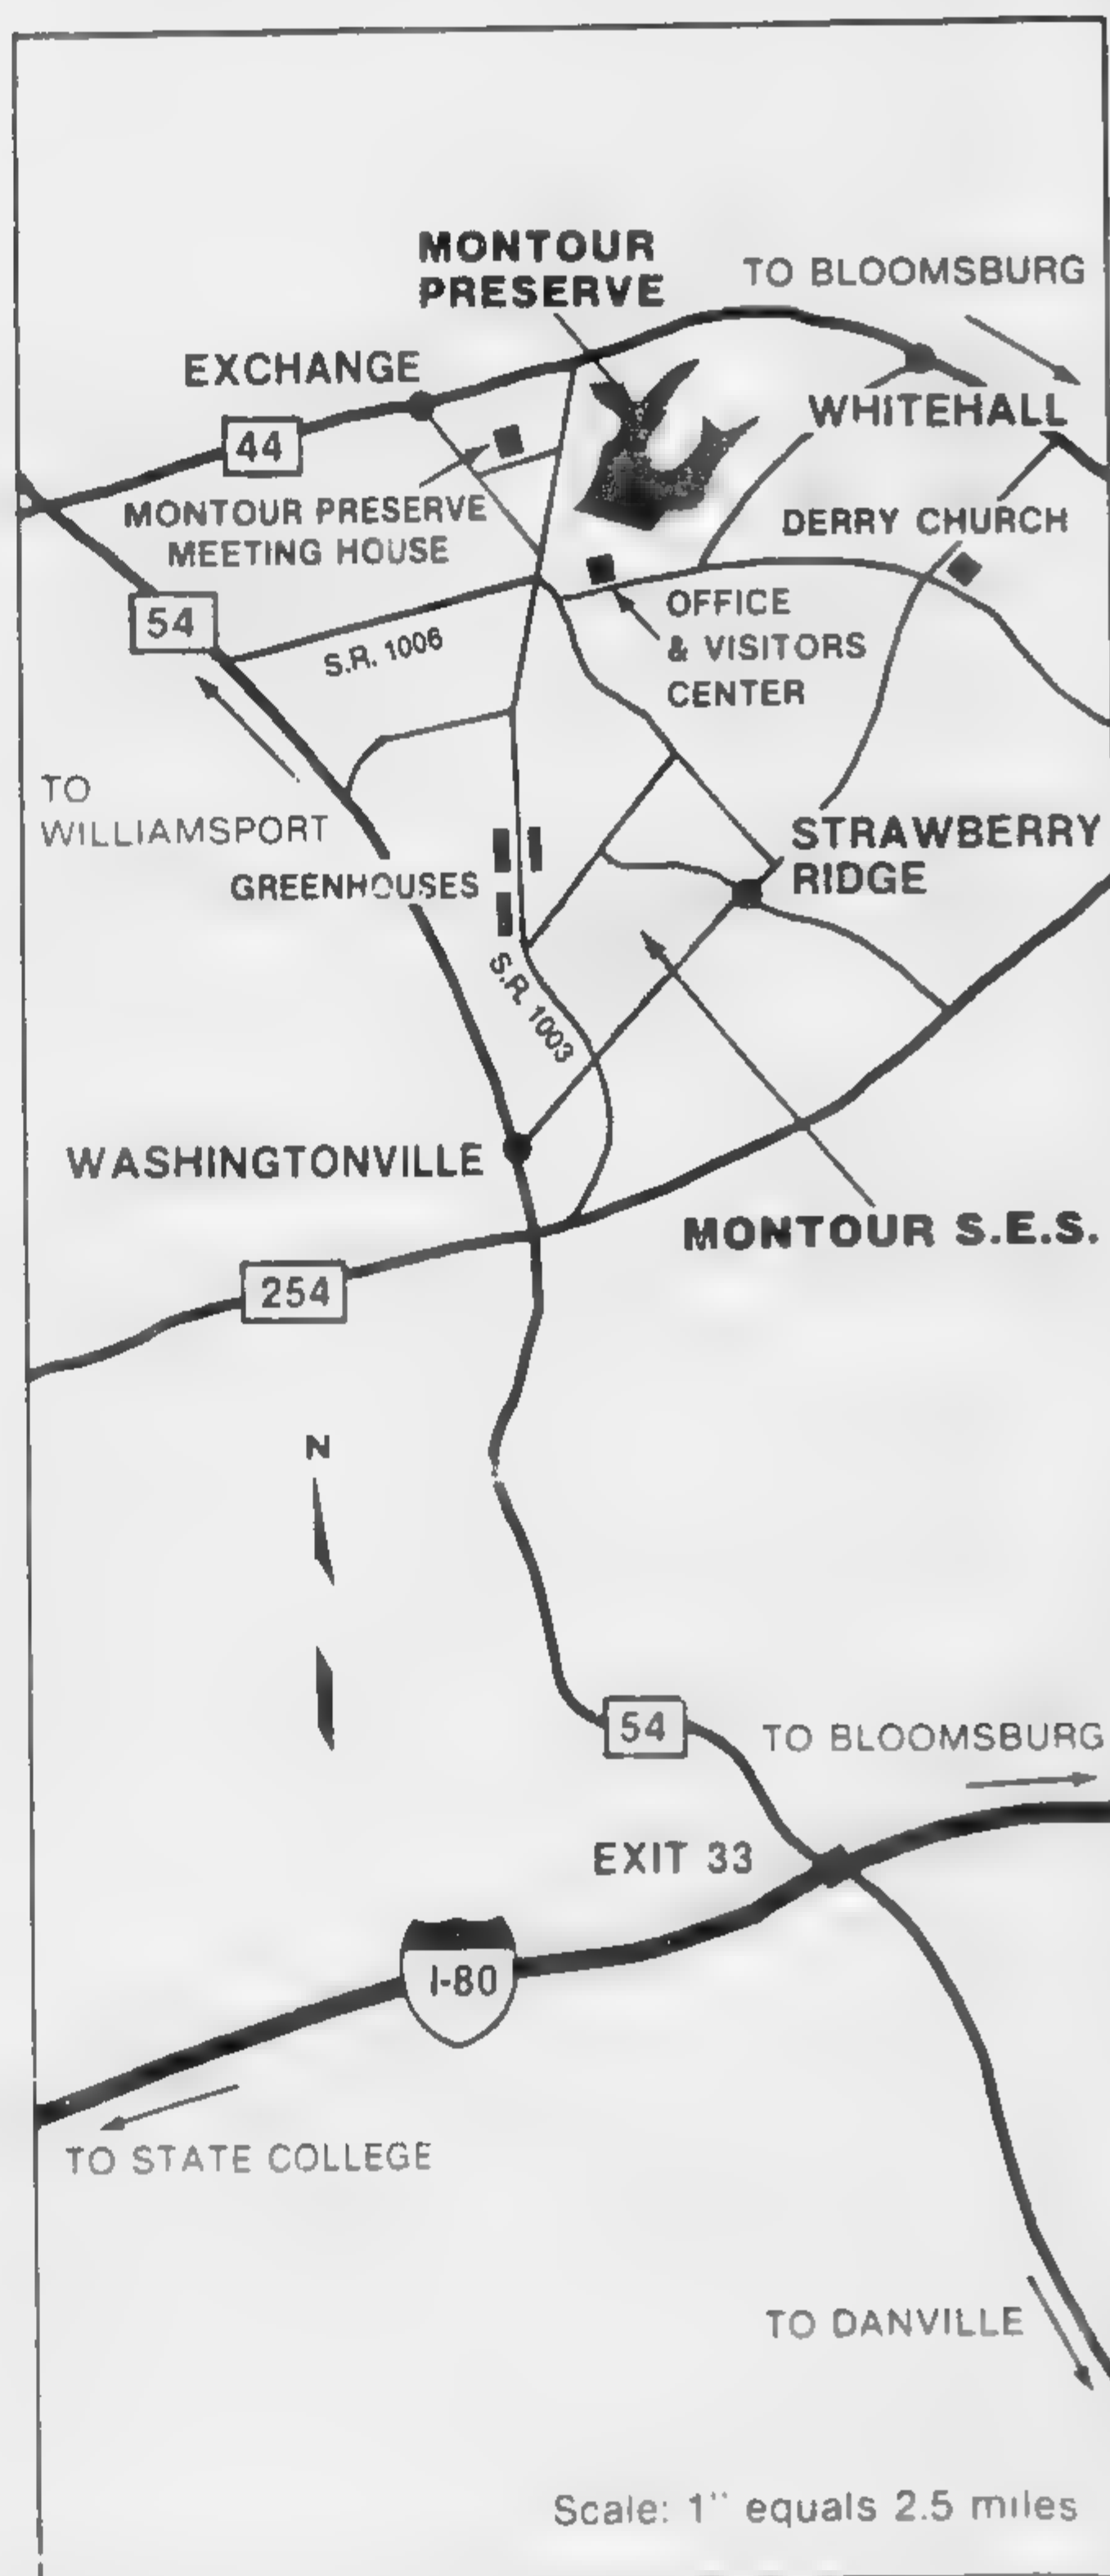 MONTOUR
PRESERVE
TO BLOOMSBURG
EXCHANGE
WHITEHALL
44
MONTOUR PRESERVE
MEETING HOUSE
DERRY CHURCH
54
OFFICE
& VISITORS
CENTER
S.R. 1006
TO
WILLIAMSPORT
STRAWBERRY
RIDGE
GREENHOUSES
S.R. 1003
WASHINGTONVILLE
MONTOUR S.E.S.
254
N
54
TO BLOOMSBURG
EXIT 33
I-80
TO STATE COLLEGE
TO DANVILLE
Scale: 1" equals 2.5 miles